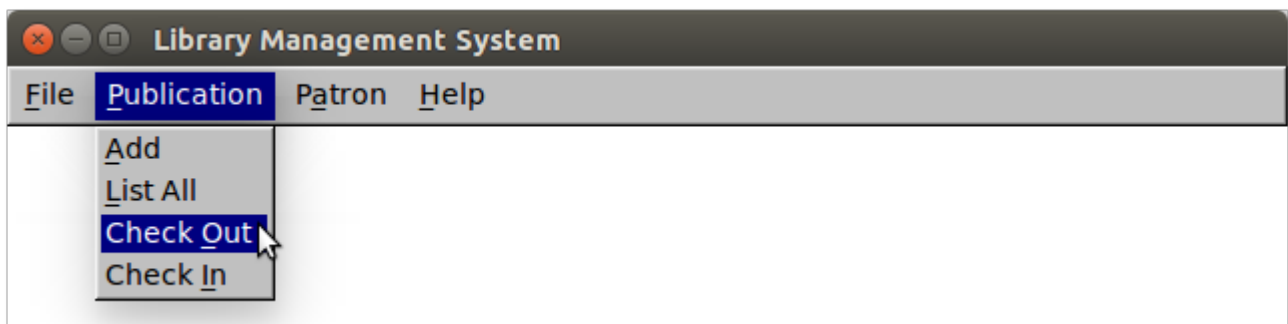 Library Management System
File Publication Patron Help
Add
List All
Check Out
Check In